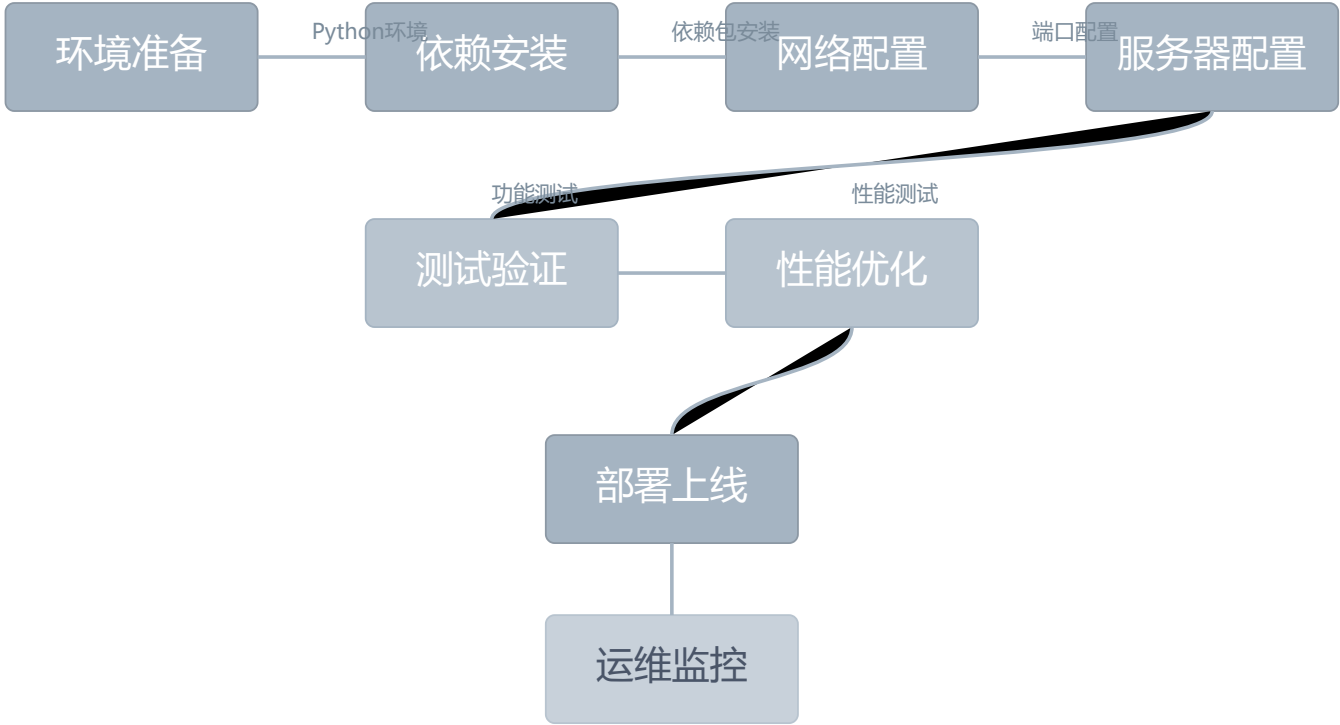 Python环境
依赖包安装
端口配置
环境准备
依赖安装
网络配置
服务器配置
功能测试
性能测试
测试验证
性能优化
部署上线
运维监控